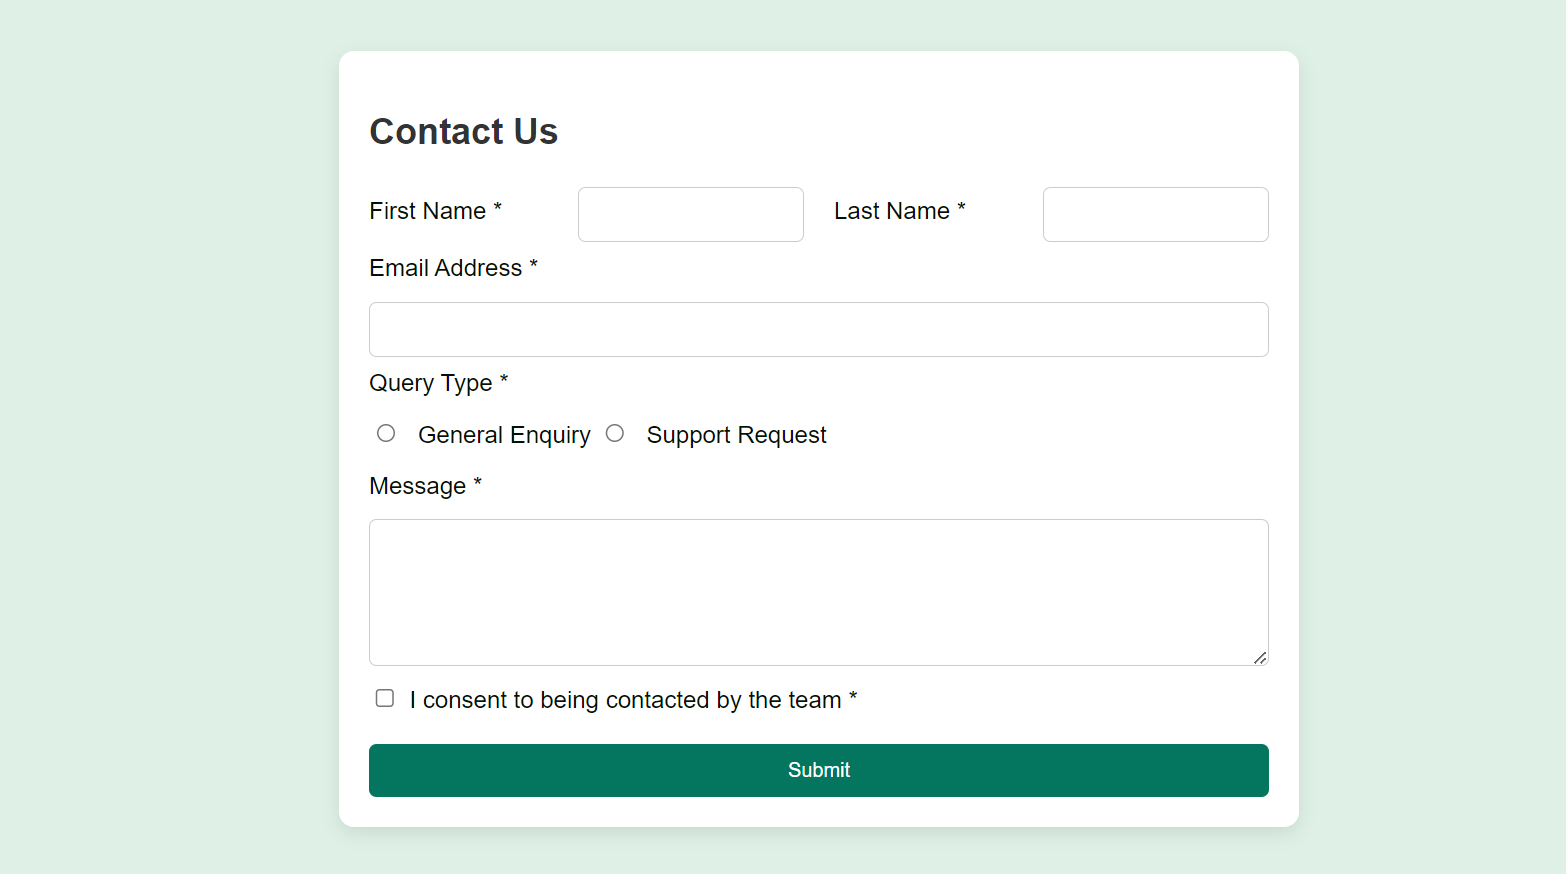 Contact Us
First Name * Last Name *
Email Address *
Query Type *
General Enquiry Support Request
Message *
I consent to being contacted by the team *
Submit